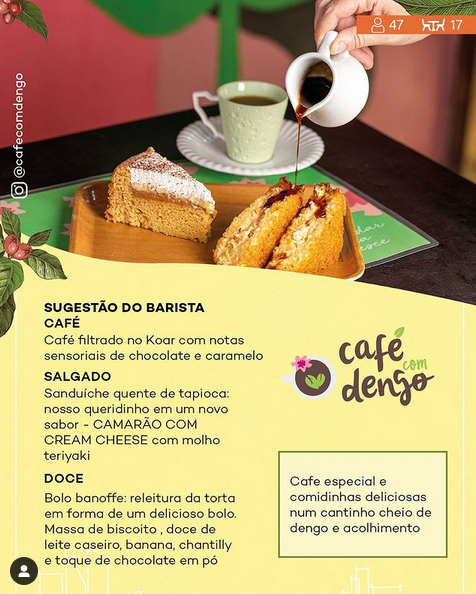 47 17
@cafecomdengo
SUGESTÃO DO BARISTA
CAFÉ
Café filtrado no Koar com notas
sensoriais de chocolate e caramelo
SALGADO
Sanduíche quente de tapioca:
nosso queridinho em um novo
sabor - CAMARÃO COM
CREAM CHEESE com molho
teriyaki
DOCE
Bolo banoffe: releitura da torta
em forma de um delicioso bolo.
Massa de biscoito , doce de
leite caseiro, banana, chantilly
e toque de chocolate em pó
café
com
dengo
Cafe especial e
comidinhas deliciosas
num cantinho cheio de
dengo e acolhimento